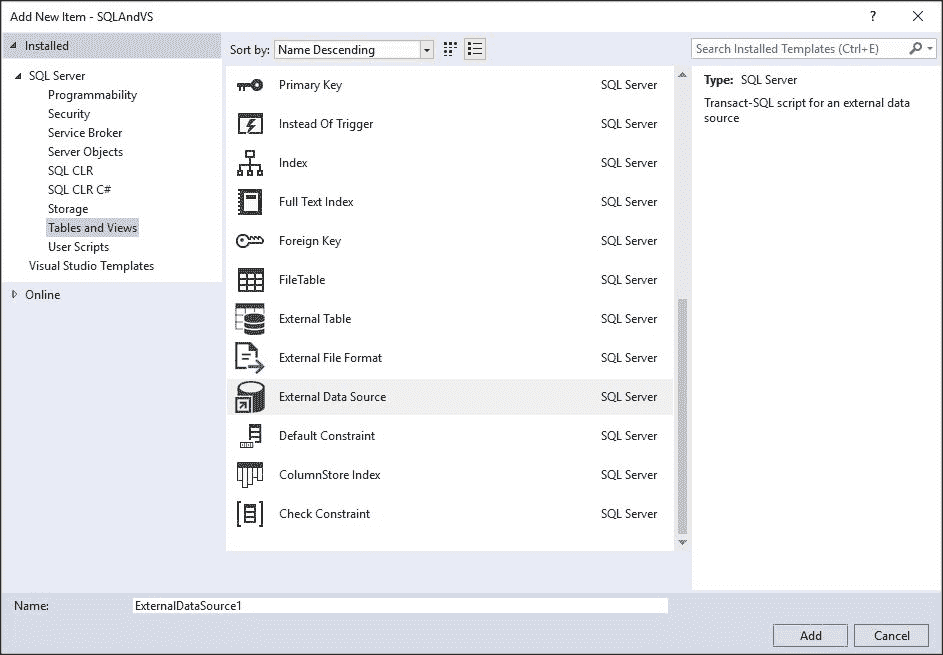 Add New Item - SQLAndVS ?
Installed
Sort by: Name Descending
Search Installed Templates (Ctrl+E)
SQL Server
Programmability
Security
Service Broker
Server Objects
SQL CLR
SQL CLR C#
Storage
Tables and Views
User Scripts
Visual Studio Templates
Online
Primary Key SQL Server
Instead Of Trigger SQL Server
Index SQL Server
Full Text Index SQL Server
Foreign Key SQL Server
FileTable SQL Server
External Table SQL Server
External File Format SQL Server
External Data Source SQL Server
Default Constraint SQL Server
ColumnStore Index SQL Server
Check Constraint SQL Server
Type: SQL Server
Transact-SQL script for an external data
source
Name: ExternalDataSource1
Add Cancel